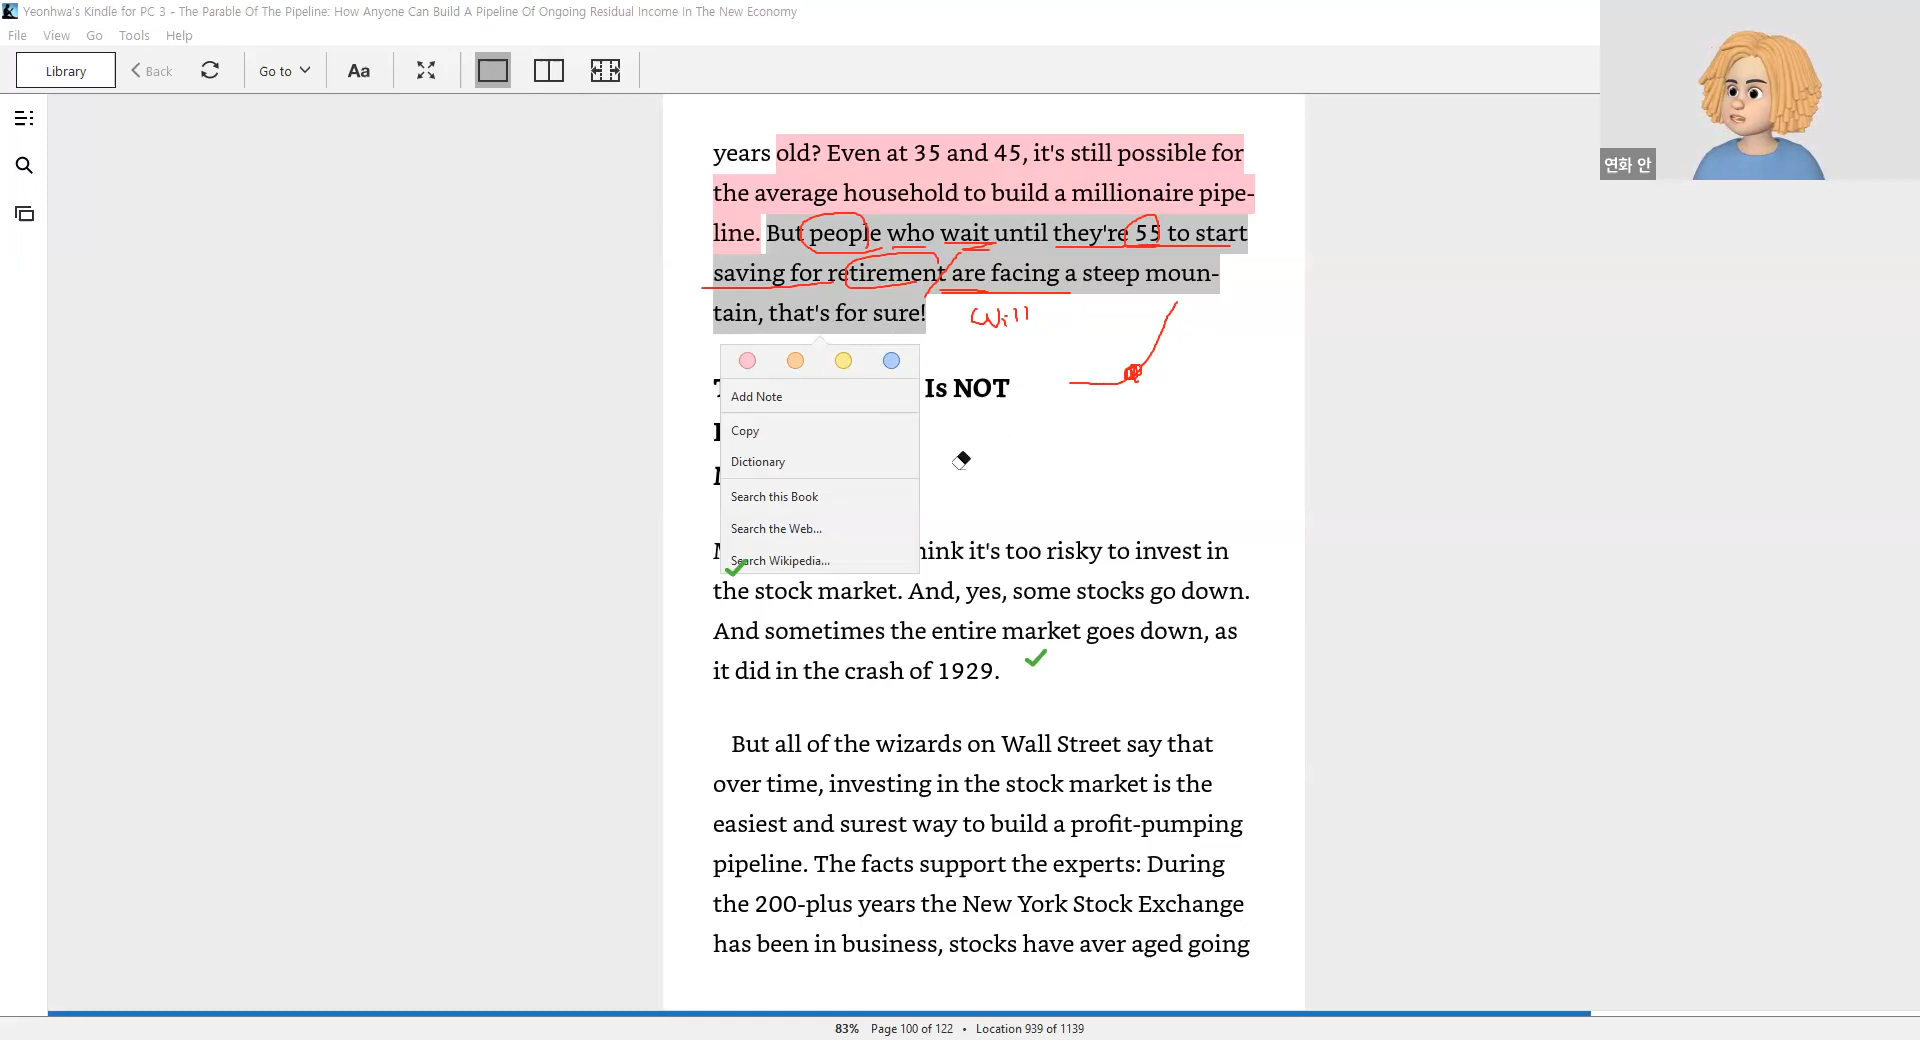 Yeonhwa's Kindle for PC 3 - The Parable Of The Pipeline: How Anyone Can Build A Pipeline Of Ongoing Residual Income In The New Economy
File View Go Tools Help
Library Back Go to Aa
연화 안
years old? Even at 35 and 45, it's still possible for
the average household to build a millionaire pipe-
line. But people who wait until they're 55 to start
saving for retirement are facing a steep moun-
tain, that's for sure!
will
Is NOT
Add Note
Copy
Dictionary
Search this Book
Search the Web...
Search Wikipedia...
it's too risky to invest in
the stock market. And, yes, some stocks go down.
And sometimes the entire market goes down, as
it did in the crash of 1929.
But all of the wizards on Wall Street say that
over time, investing in the stock market is the
easiest and surest way to build a profit-pumping
pipeline. The facts support the experts: During
the 200-plus years the New York Stock Exchange
has been in business, stocks have aver aged going
83% Page 100 of 122 • Location 939 of 1139